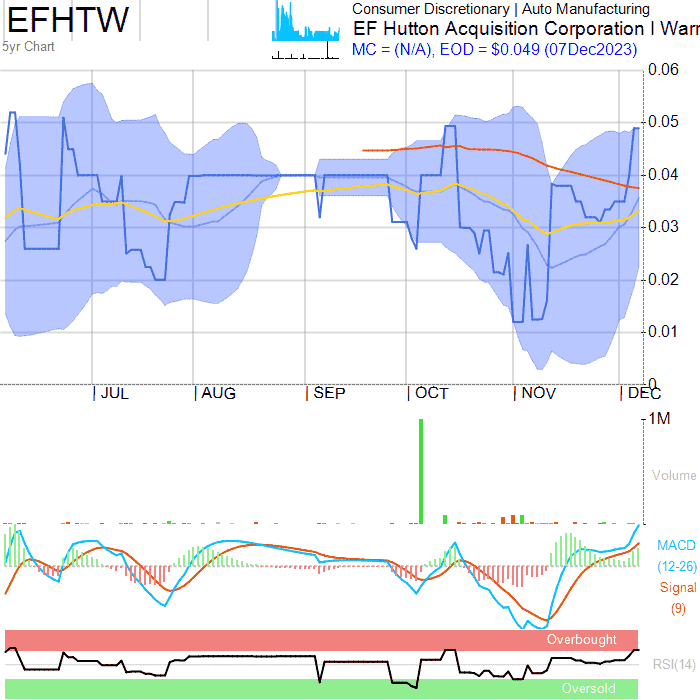 EFHTW
5yr Chart
Consumer Discretionary | Auto Manufacturing
EF Hutton Acquisition Corporation I Warr
MC = (N/A), EOD = $0.049 (07Dec2023)
0.06
0.05
0.04
0.03
0.02
0.01
0
JUL
AUG
SEP
OCT
NOV
DEC
1M
Volume
MACD
(12-26)
Signal
(9)
Overbought
RSI(14)
Oversold